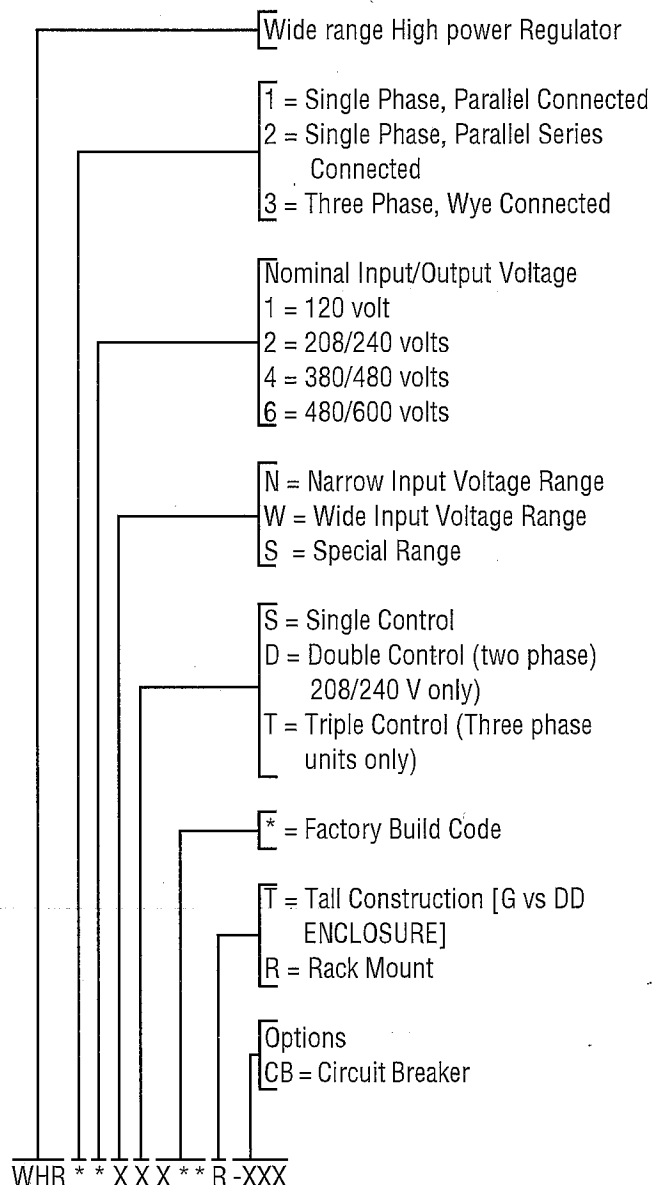 Wide range High power Regulator
1 = Single Phase, Parallel Connected
2 = Single Phase, Parallel Series
Connected
3 = Three Phase, Wye Connected
Nominal Input/Output Voltage
1 = 120 volt
2 = 208/240 volts
4 = 380/480 volts
6 = 480/600 volts
N = Narrow Input Voltage Range
W = Wide Input Voltage Range
S = Special Range
S = Single Control
D = Double Control (two phase)
208/240 V only)
T = Triple Control (Three phase
units only)
* = Factory Build Code
T = Tall Construction [G vs DD
ENCLOSURE]
R = Rack Mount
Options
CB = Circuit Breaker
WHR * * X X X * * R -XXX